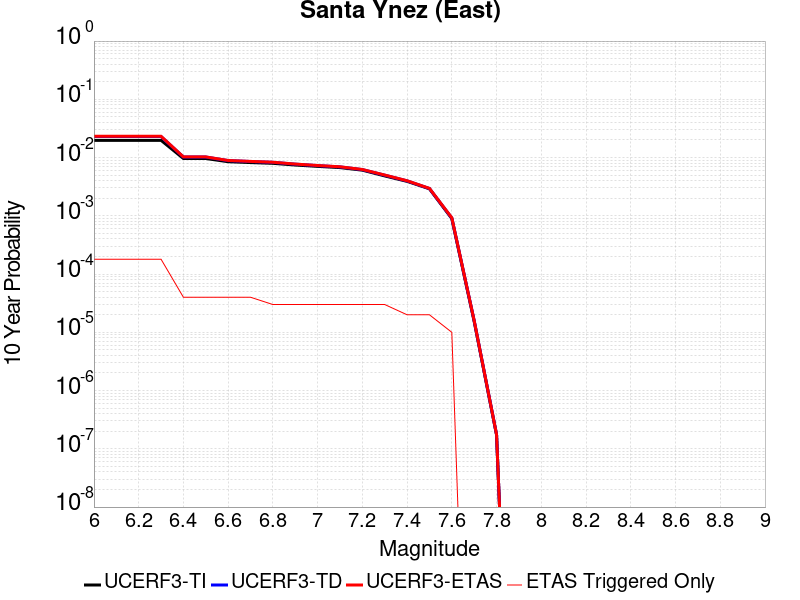 Santa Ynez (East)
10^0
10^-1
10^-2
10^-3
10^-4
10^-5
10^-6
10^-7
10^-8
10 Year Probability
6 6.2 6.4 6.6 6.8 7 7.2 7.4 7.6 7.8 8 8.2 8.4 8.6 8.8 9
Magnitude
UCERF3-TI UCERF3-TD UCERF3-ETAS ETAS Triggered Only